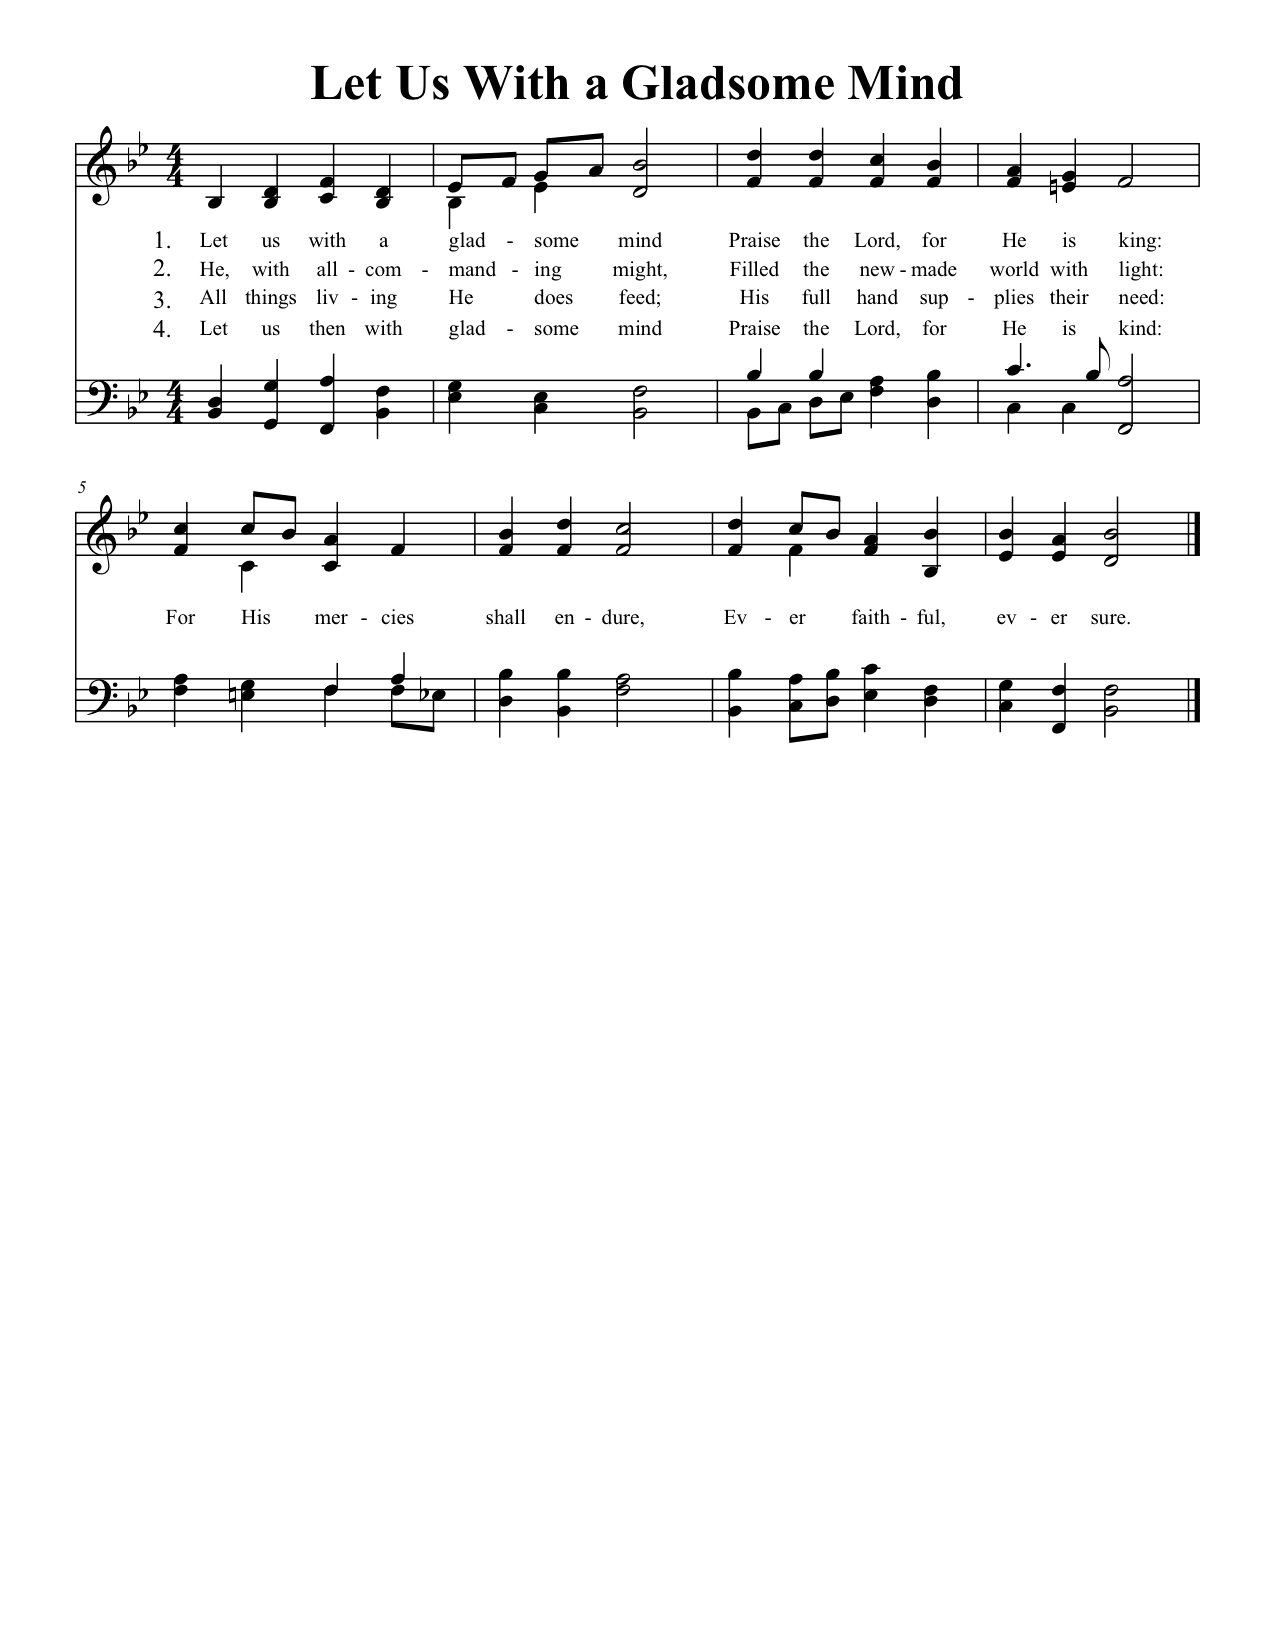 Let Us With a Gladsome Mind
1. Let us with a glad - some mind Praise the Lord, for He is king:
2. He, with all - com - mand - ing might, Filled the new - made world with light:
3. All things liv - ing He does feed; His full hand sup - plies their need:
4. Let us then with glad - some mind Praise the Lord, for He is kind:
5
For His mer - cies shall en - dure, Ev - er faith - ful, ev - er sure.